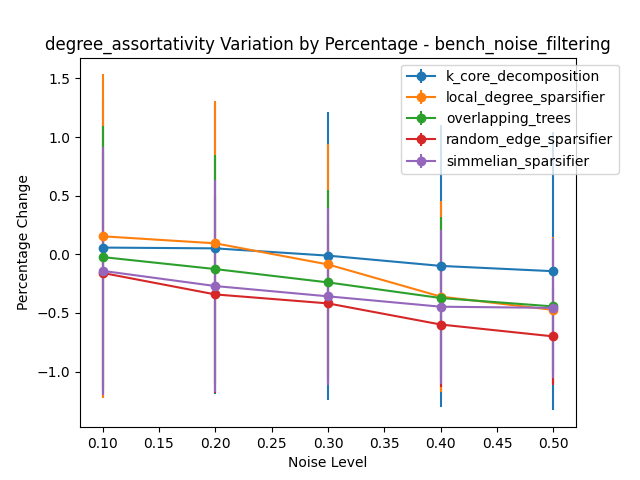 degree_assortativity Variation by Percentage - bench_noise_filtering
k_core_decomposition
local_degree_sparsifier
overlapping_trees
random_edge_sparsifier
simmelian_sparsifier
Percentage Change
1.5
1.0
0.5
0.0
−0.5
−1.0
0.10 0.15 0.20 0.25 0.30 0.35 0.40 0.45 0.50
Noise Level